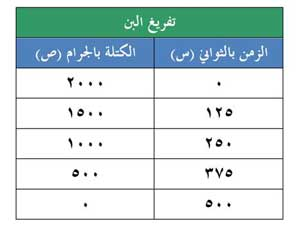 تفريغ البن
الزمن بالثواني (س) الكتلة بالجرام (ص)
٠ ٢٠٠٠
١٢٥ ١٥٠٠
٢٥٠ ١٠٠٠
٣٧٥ ٥٠٠
٥٠٠ ٠